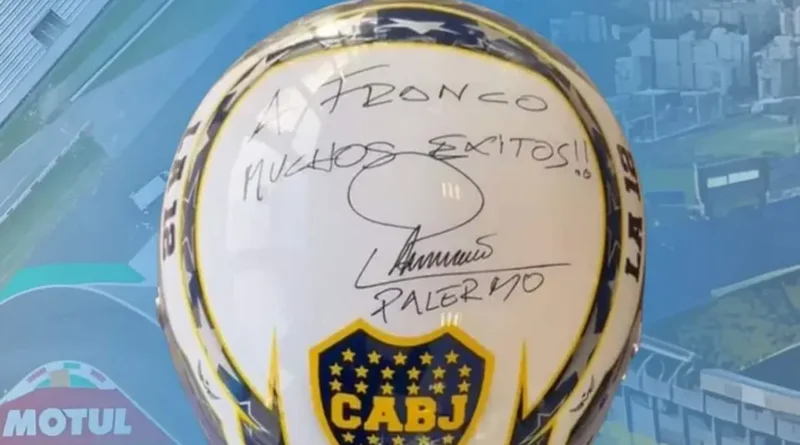 A FRONCO
MUCHOS EXITOS!!
PALERMO
LA 12
LA 12
CABJ
MOTUL